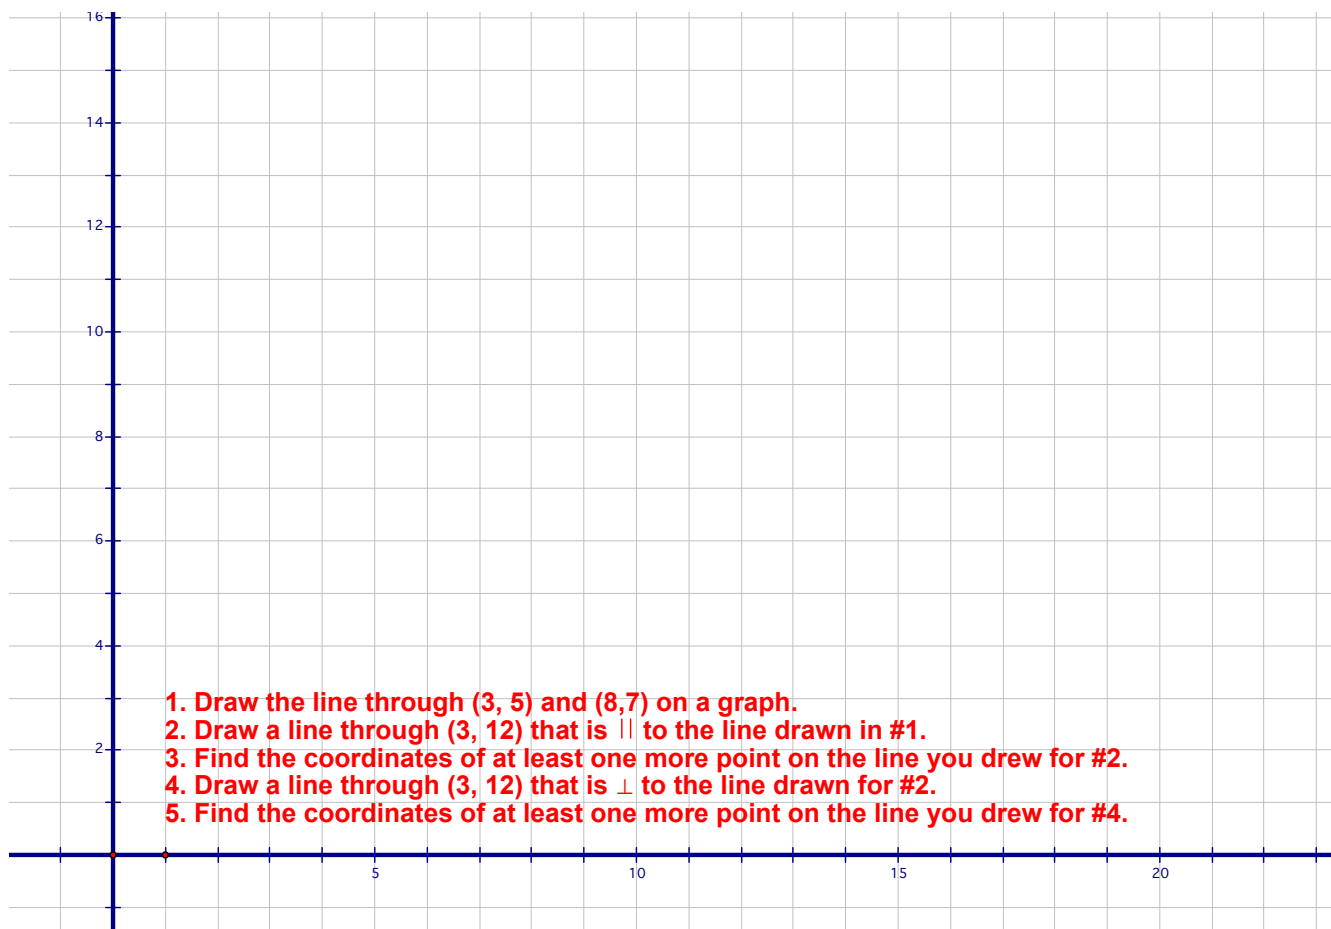 16
14
12
10
8
6
4
1. Draw the line through (3, 5) and (8,7) on a graph.
2. Draw a line through (3, 12) that is || to the line drawn in #1.
2
3. Find the coordinates of at least one more point on the line you drew for #2.
4. Draw a line through (3, 12) that is ⊥ to the line drawn for #2.
5. Find the coordinates of at least one more point on the line you drew for #4.
5 10 15 20